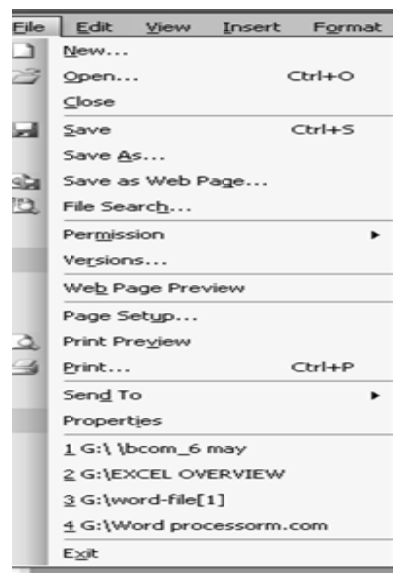 File Edit View Insert Format
New...
Open... Ctrl+O
Close
Save Ctrl+S
Save As...
Save as Web Page...
File Search...
Permission
Versions...
Web Page Preview
Page Setup...
Print Preview
Print... Ctrl+P
Send To
Properties
1 G:\ \bcom_6 may
2 G:\EXCEL OVERVIEW
3 G:\word-file[1]
4 G:\Word processorm.com
Exit